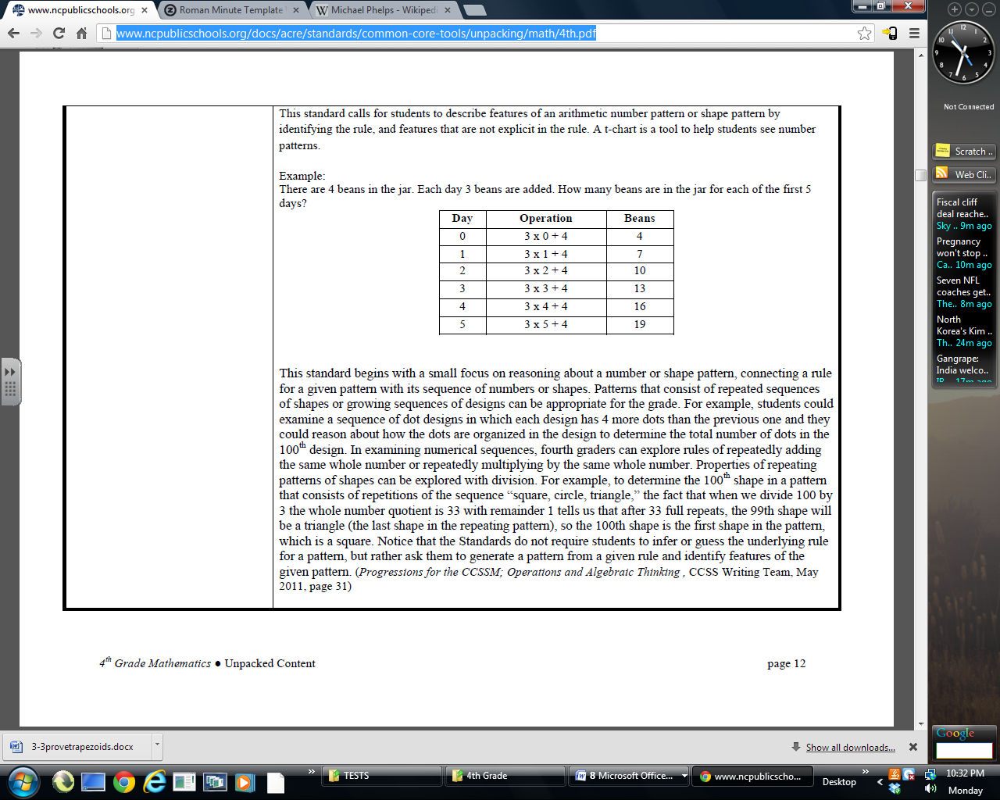 www.ncpublicschools.org
Roman Minute Template
Michael Phelps - Wikipedi
www.ncpublicschools.org/docs/acre/standards/common-core-tools/unpacking/math/4th.pdf
This standard calls for students to describe features of an arithmetic number pattern or shape pattern by
identifying the rule, and features that are not explicit in the rule. A t-chart is a tool to help students see number
patterns.
Example:
There are 4 beans in the jar. Each day 3 beans are added. How many beans are in the jar for each of the first 5
days?
Day Operation Beans
0 3 x 0 + 4 4
1 3 x 1 + 4 7
2 3 x 2 + 4 10
3 3 x 3 + 4 13
4 3 x 4 + 4 16
5 3 x 5 + 4 19
This standard begins with a small focus on reasoning about a number or shape pattern, connecting a rule
for a given pattern with its sequence of numbers or shapes. Patterns that consist of repeated sequences
of shapes or growing sequences of designs can be appropriate for the grade. For example, students could
examine a sequence of dot designs in which each design has 4 more dots than the previous one and they
could reason about how the dots are organized in the design to determine the total number of dots in the
100th design. In examining numerical sequences, fourth graders can explore rules of repeatedly adding
the same whole number or repeatedly multiplying by the same whole number. Properties of repeating
patterns of shapes can be explored with division. For example, to determine the 100th shape in a pattern
that consists of repetitions of the sequence “square, circle, triangle,” the fact that when we divide 100 by
3 the whole number quotient is 33 with remainder 1 tells us that after 33 full repeats, the 99th shape will
be a triangle (the last shape in the repeating pattern), so the 100th shape is the first shape in the pattern,
which is a square. Notice that the Standards do not require students to infer or guess the underlying rule
for a pattern, but rather ask them to generate a pattern from a given rule and identify features of the
given pattern. (Progressions for the CCSSM; Operations and Algebraic Thinking , CCSS Writing Team, May
2011, page 31)
4th Grade Mathematics ● Unpacked Content page 12
12 1 2 3 4 5 6 7 8 9 10 11
Not Connected
Scratch ..
Web Cli..
Fiscal cliff
deal reache..
Sky .. 9m ago
Pregnancy
won't stop ..
Ca.. 10m ago
Seven NFL
coaches get..
The.. 8m ago
North
Korea's Kim ..
Th.. 24m ago
Gangrape:
India welco..
Google
3-3provetrapezoids.docx
Show all downloads...
TESTS
4th Grade
8 Microsoft Office...
www.ncpublicscho...
Desktop
10:32 PM
Monday